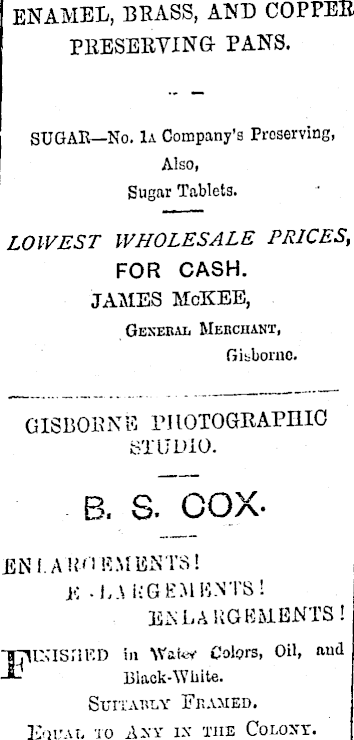 ENAMEL, BRASS, AND COPPER
PRESERVING PANS.
SUGAR—No. 1A Company's Preserving,
Also,
Sugar Tablets.
LOWEST WHOLESALE PRICES,
FOR CASH.
JAMES McKEE,
GENERAL MERCHANT,
Gisborne.
GISBORNE PHOTOGRAPHIC
STUDIO.
B. S. COX.
ENLARGEMENTS!
ENLARGEMENTS!
ENLARGEMENTS!
FINISHED in Water Colors, Oil, and
Black-White.
SUITABLY FRAMED.
EQUAL TO ANY IN THE COLONY.